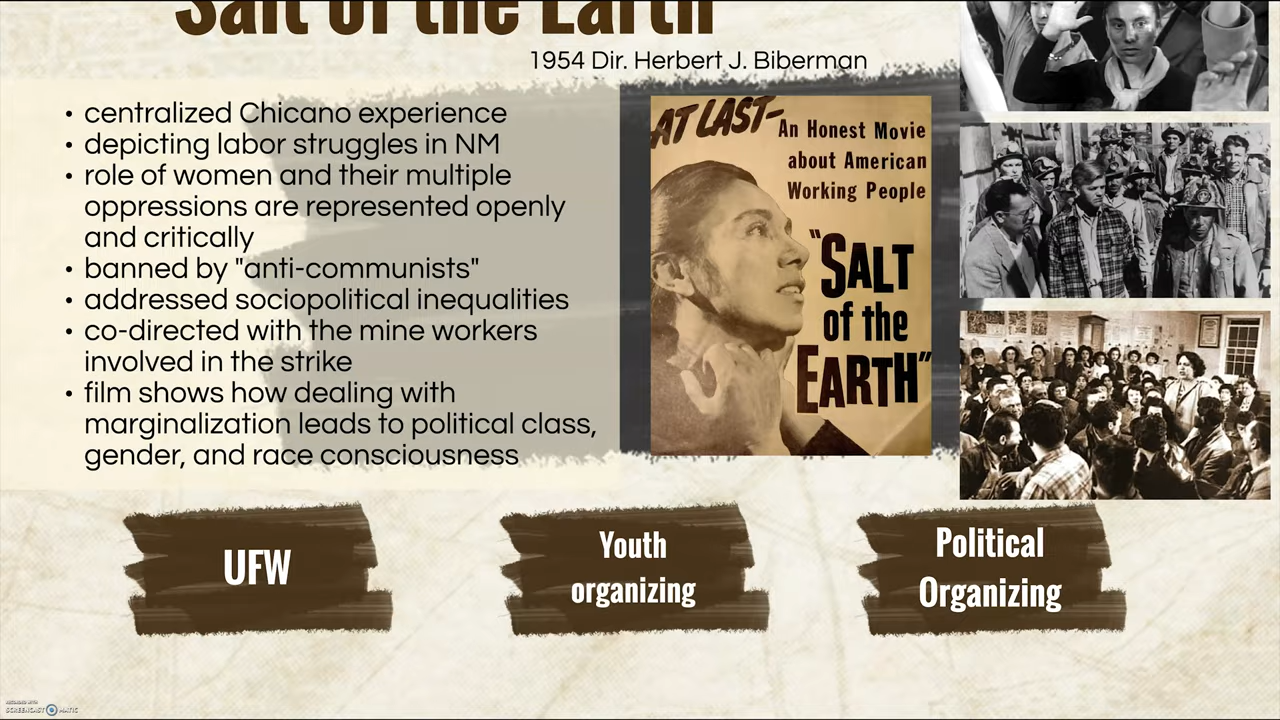 Salt of the Earth
1954 Dir. Herbert J. Biberman
• centralized Chicano experience
• depicting labor struggles in NM
• role of women and their multiple
oppressions are represented openly
and critically
• banned by "anti-communists"
• addressed sociopolitical inequalities
• co-directed with the mine workers
involved in the strike
• film shows how dealing with
marginalization leads to political class,
gender, and race consciousness
AT LAST-
An Honest Movie
about American
Working People
"SALT
of the
EARTH"
UFW
Youth
organizing
Political
Organizing
RECORDED WITH
SCREENCAST MATIC